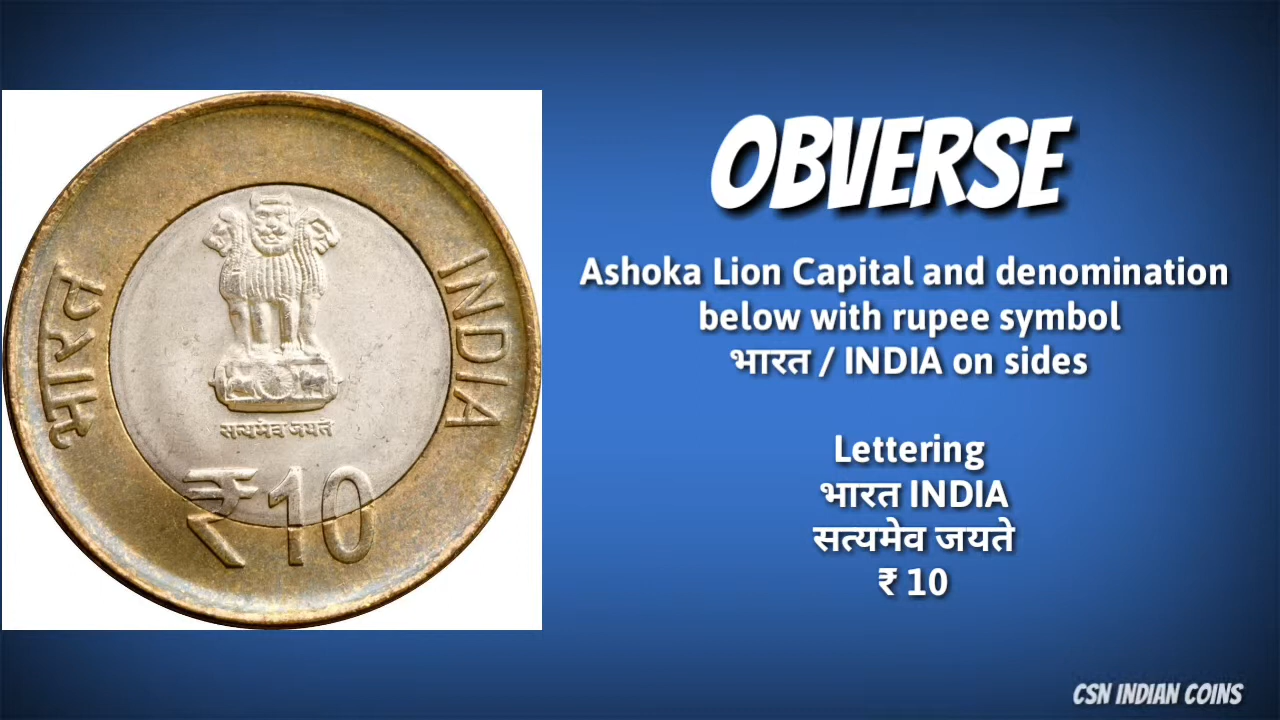 भारत
INDIA
सत्यमेव जयते
₹10
OBVERSE
Ashoka Lion Capital and denomination
below with rupee symbol
भारत / INDIA on sides
Lettering
भारत INDIA
सत्यमेव जयते
₹ 10
CSN INDIAN COINS